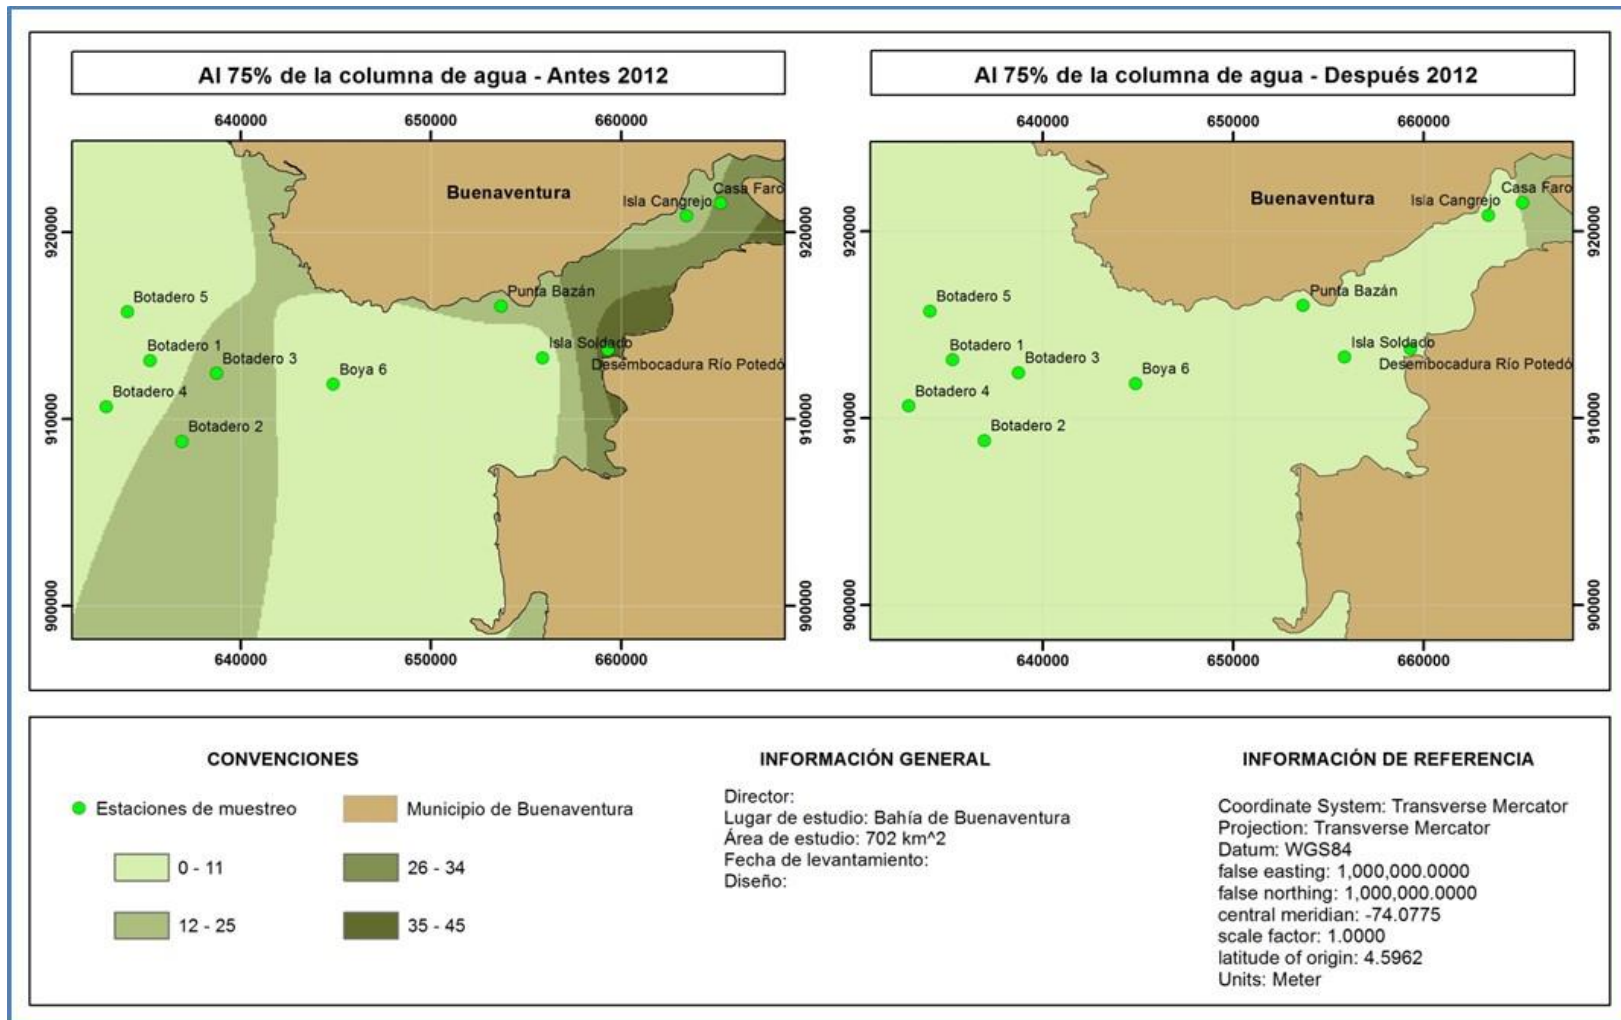 Al 75% de la columna de agua - Antes 2012
640000 650000 660000
920000
910000
900000
Buenaventura
Casa Faro
Isla Cangrejo
Punta Bazán
Botadero 5
Botadero 1
Botadero 3
Botadero 4
Botadero 2
Boya 6
Isla Soldado
Desembocadura Río Potedó
920000
910000
900000
640000 650000 660000
Al 75% de la columna de agua - Después 2012
640000 650000 660000
920000
910000
900000
Buenaventura
Casa Faro
Isla Cangrejo
Punta Bazán
Botadero 5
Botadero 1
Botadero 3
Botadero 4
Botadero 2
Boya 6
Isla Soldado
Desembocadura Río Potedó
920000
910000
900000
640000 650000 660000
CONVENCIONES
Estaciones de muestreo
Municipio de Buenaventura
0 - 11
26 - 34
12 - 25
35 - 45
INFORMACIÓN GENERAL
Director:
Lugar de estudio: Bahía de Buenaventura
Área de estudio: 702 km^2
Fecha de levantamiento:
Diseño:
INFORMACIÓN DE REFERENCIA
Coordinate System: Transverse Mercator
Projection: Transverse Mercator
Datum: WGS84
false easting: 1,000,000.0000
false northing: 1,000,000.0000
central meridian: -74.0775
scale factor: 1.0000
latitude of origin: 4.5962
Units: Meter